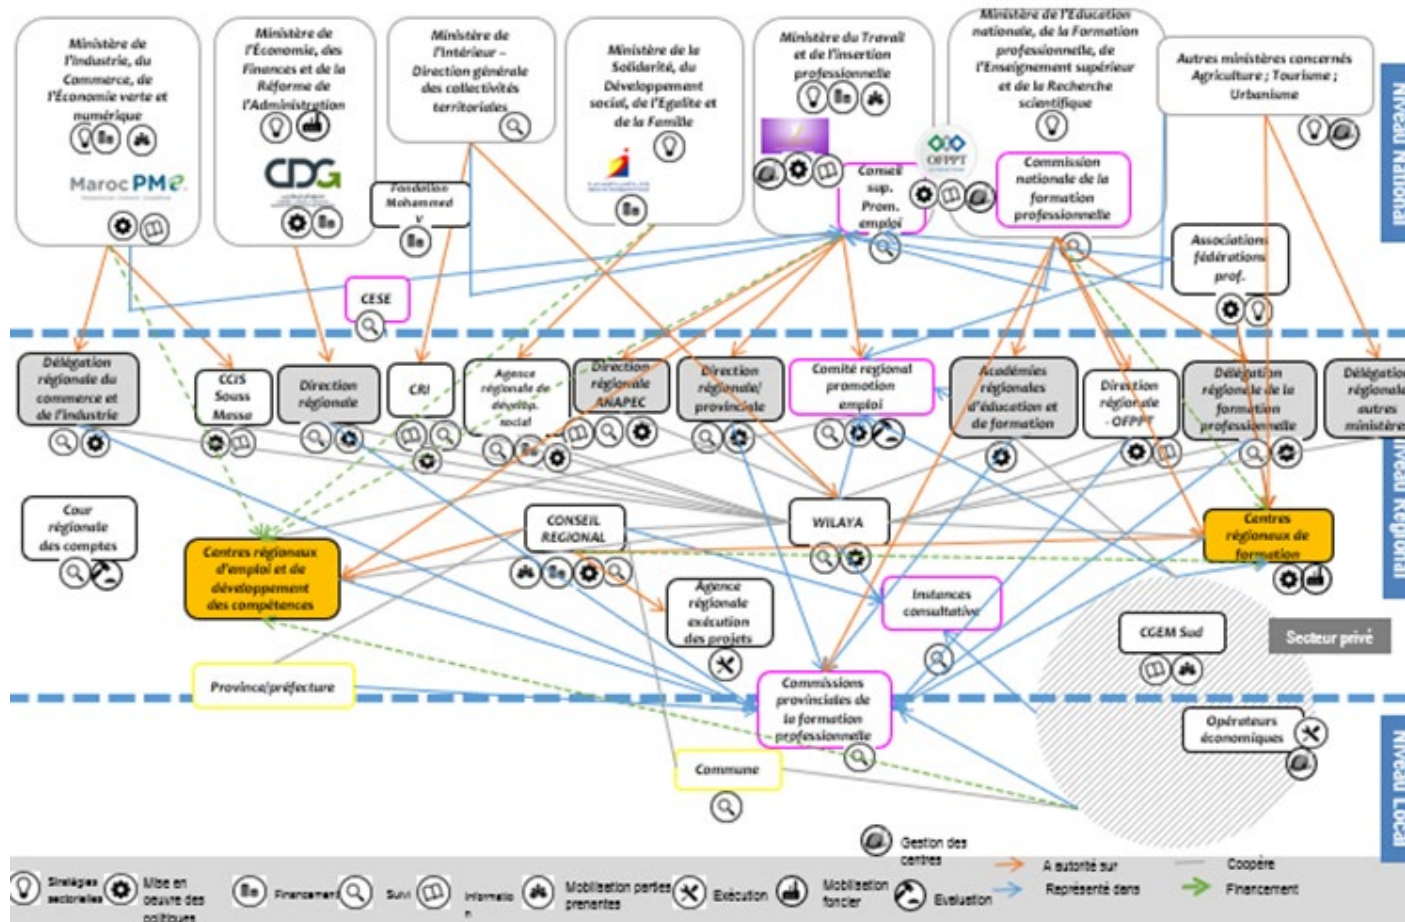 Ministère de
l'Industrie, du
Commerce, de
l'Économie verte et
numérique
Maroc PME
Ministère de
l'Économie, des
Finances et de la
Réforme de
l'Administration
CDG
Ministère de
l'Intérieur –
Direction générale
des collectivités
territoriales
Fondation
Mohammed
V
Ministère de la
Solidarité, du
Développement
social, de l'Egalite et
de la Famille
Ministère du Travail
et de l'insertion
professionnelle
Conseil
sup.
Prom.
emploi
OFPPT
Ministère de l'Education
nationale, de la Formation
professionnelle, de
l'Enseignement supérieur
et de la Recherche
scientifique
Commission
nationale de la
formation
professionnelle
Autres ministères concernés
Agriculture ; Tourisme ;
Urbanisme
Associations
fédérations
prof.
Niveau National
CESE
Délégation
régionale du
commerce et
de l'industrie
CCIS
Souss
Massa
Direction
régionale
CRI
Agence
régionale de
dévelop.
social
Direction
régionale
ANAPEC
Direction
régionale/
provinciale
Comité regional
promotion
emploi
Académies
régionales
d'éducation et
de formation
Direction
régionale
- OFPPT
Délégation
régionale de la
formation
professionnelle
Délégation
régionale
autres
ministères
Niveau Régional
Cour
régionale
des comptes
Centres régionaux
d'emploi et de
développement
des compétences
CONSEIL
REGIONAL
WILAYA
Centres
régionaux de
formation
Agence
régionale
exécution
des projets
Instances
consultative
CGEM Sud
Secteur privé
Province/préfecture
Commissions
provinciales de
la formation
professionnelle
Opérateurs
économiques
Commune
Niveau Local
Gestion des
centres
Stratégies
sectorielles
Mise en
oeuvre des
politiques
Financement
Suivi
Informatio
n
Mobilisation parties
prenantes
Exécution
Mobilisation
foncier
Evaluation
A autorité sur
Représenté dans
Coopère
Financement